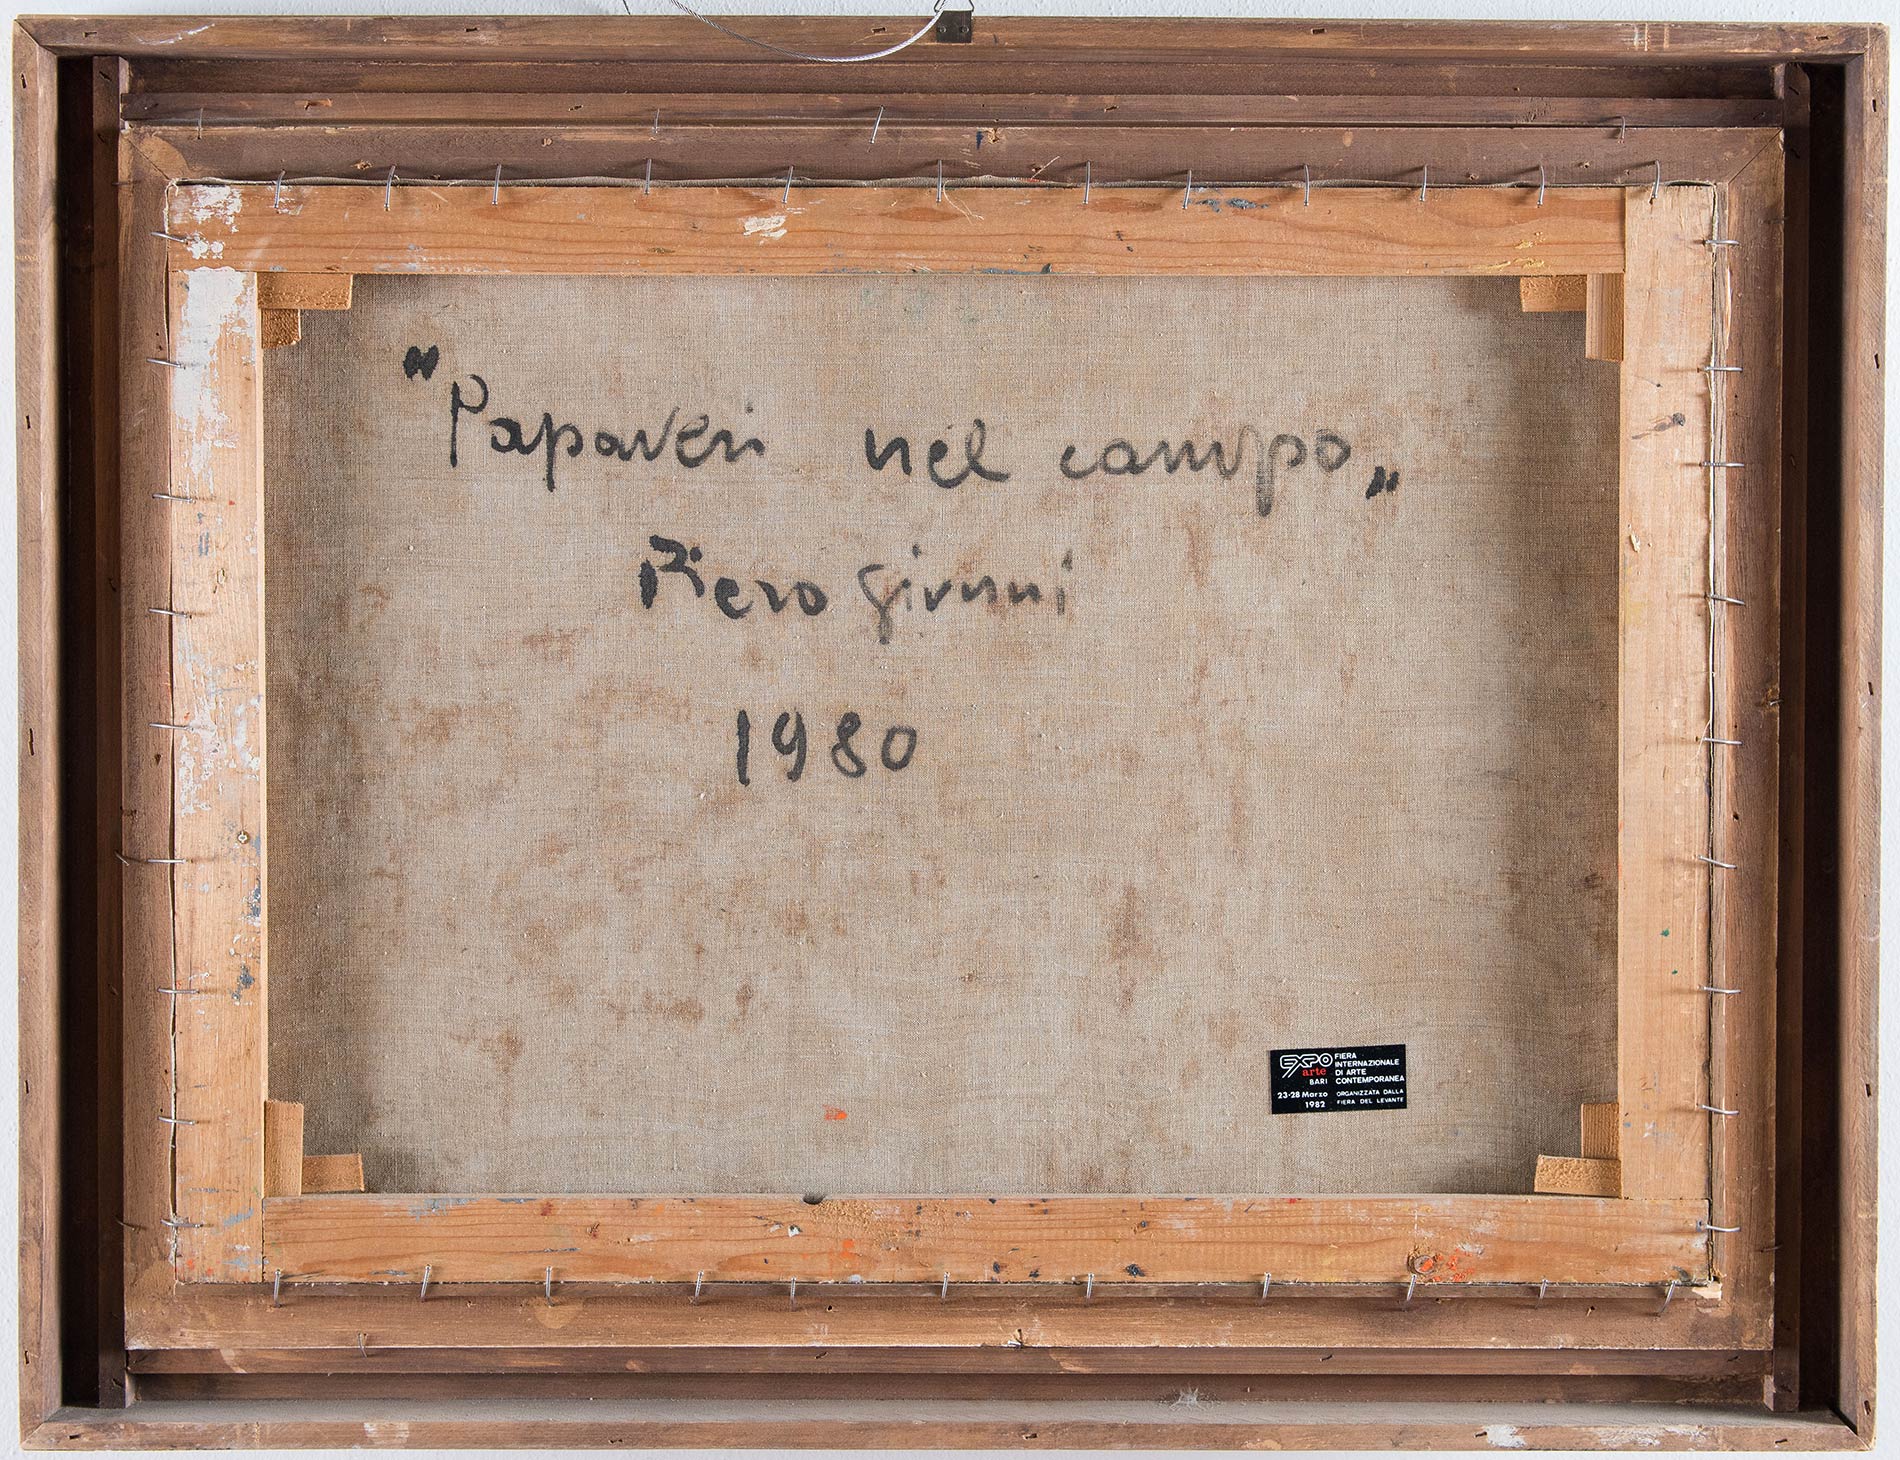 "Papaveri nel campo"
Piero Giunni
1980
EXPO arte
BARI
23-28 Marzo
1982
FIERA
INTERNAZIONALE
DI ARTE
CONTEMPORANEA
ORGANIZZATA DALLA
FIERA DEL LEVANTE